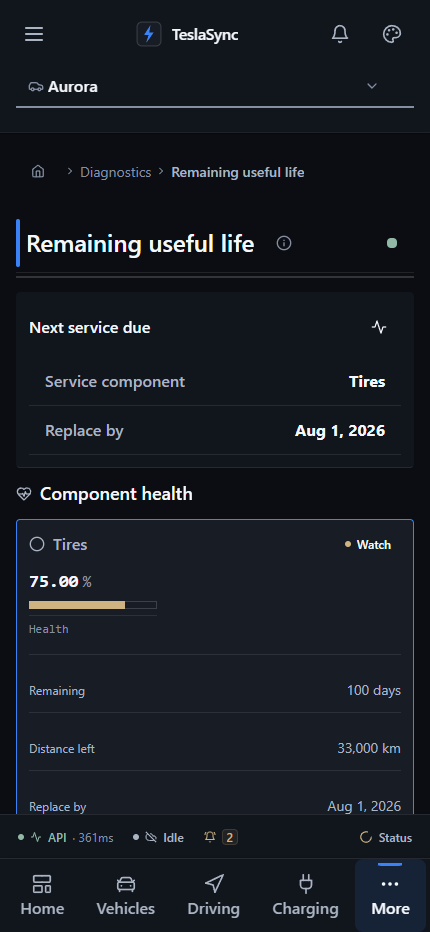 TeslaSync
Aurora
Diagnostics
Remaining useful life
Remaining useful life
Next service due
Service component
Tires
Replace by
Aug 1, 2026
Component health
Tires
Watch
75.00 %
Health
Remaining
100 days
Distance left
33,000 km
Replace by
Aug 1, 2026
API · 361ms
Idle
2
Status
Home
Vehicles
Driving
Charging
More